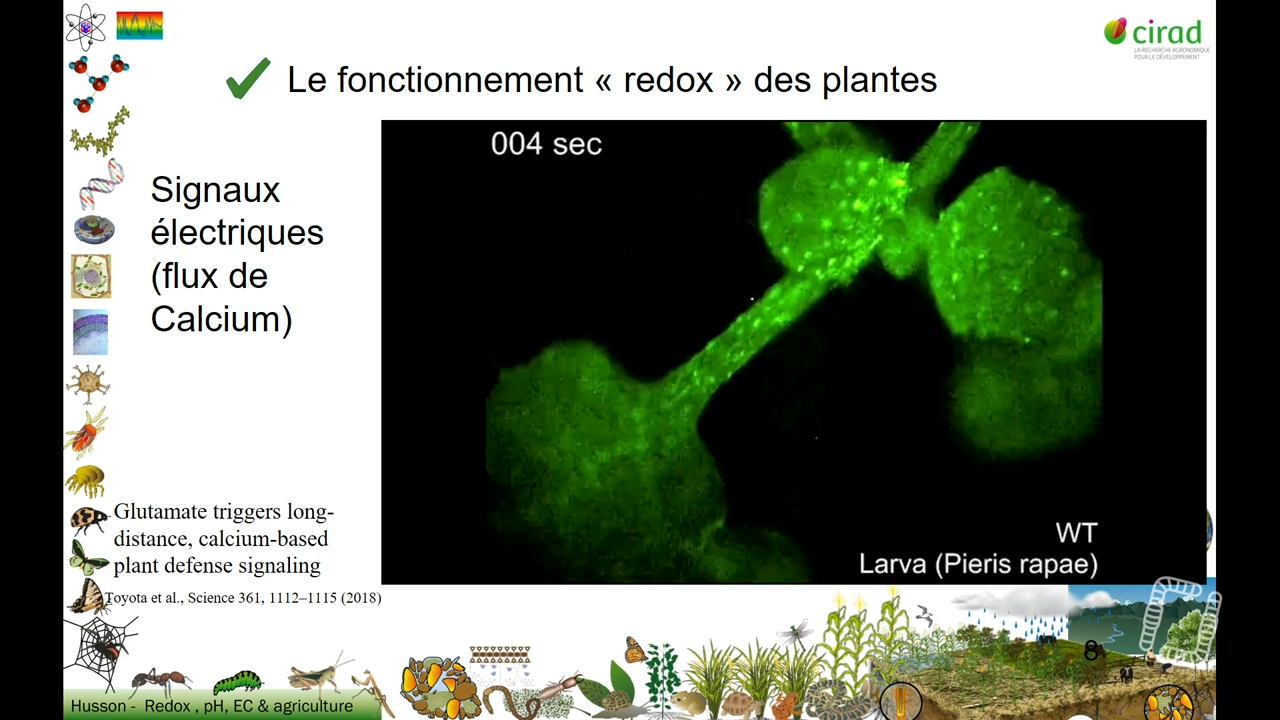 cirad
LA RECHERCHE AGRONOMIQUE
POUR LE DÉVELOPPEMENT
Le fonctionnement « redox » des plantes
004 sec
Signaux
électriques
(flux de
Calcium)
Glutamate triggers long-
distance, calcium-based
plant defense signaling
Toyota et al., Science 361, 1112–1115 (2018)
WT
Larva (Pieris rapae)
8
Husson - Redox , pH, EC & agriculture